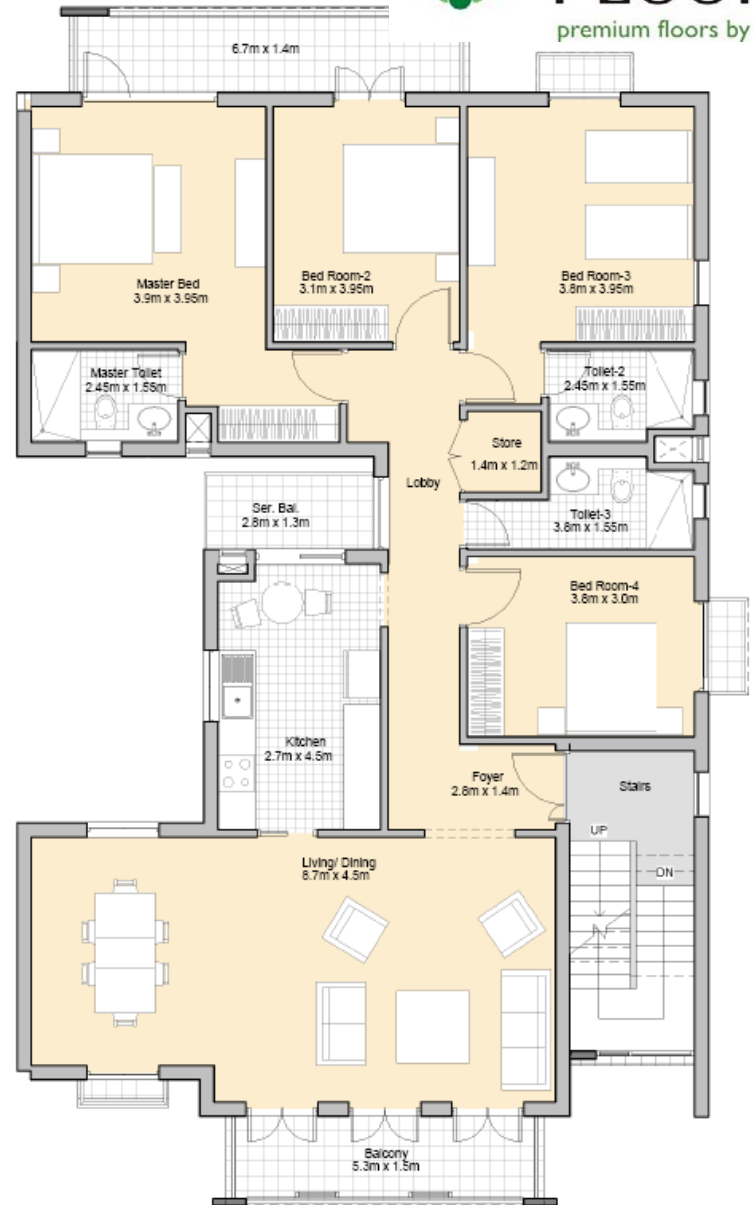 premium floors by
6.7m x 1.4m
Master Bed
3.9m x 3.95m
Bed Room-2
3.1m x 3.95m
Bed Room-3
3.8m x 3.95m
Master Toilet
2.45m x 1.55m
Toilet-2
2.45m x 1.55m
Store
1.4m x 1.2m
Lobby
Ser. Bal.
2.8m x 1.3m
Toilet-3
3.8m x 1.55m
Bed Room-4
3.8m x 3.0m
Kitchen
2.7m x 4.5m
Foyer
2.8m x 1.4m
Stairs
UP
DN
Living/ Dining
8.7m x 4.5m
Balcony
5.3m x 1.5m